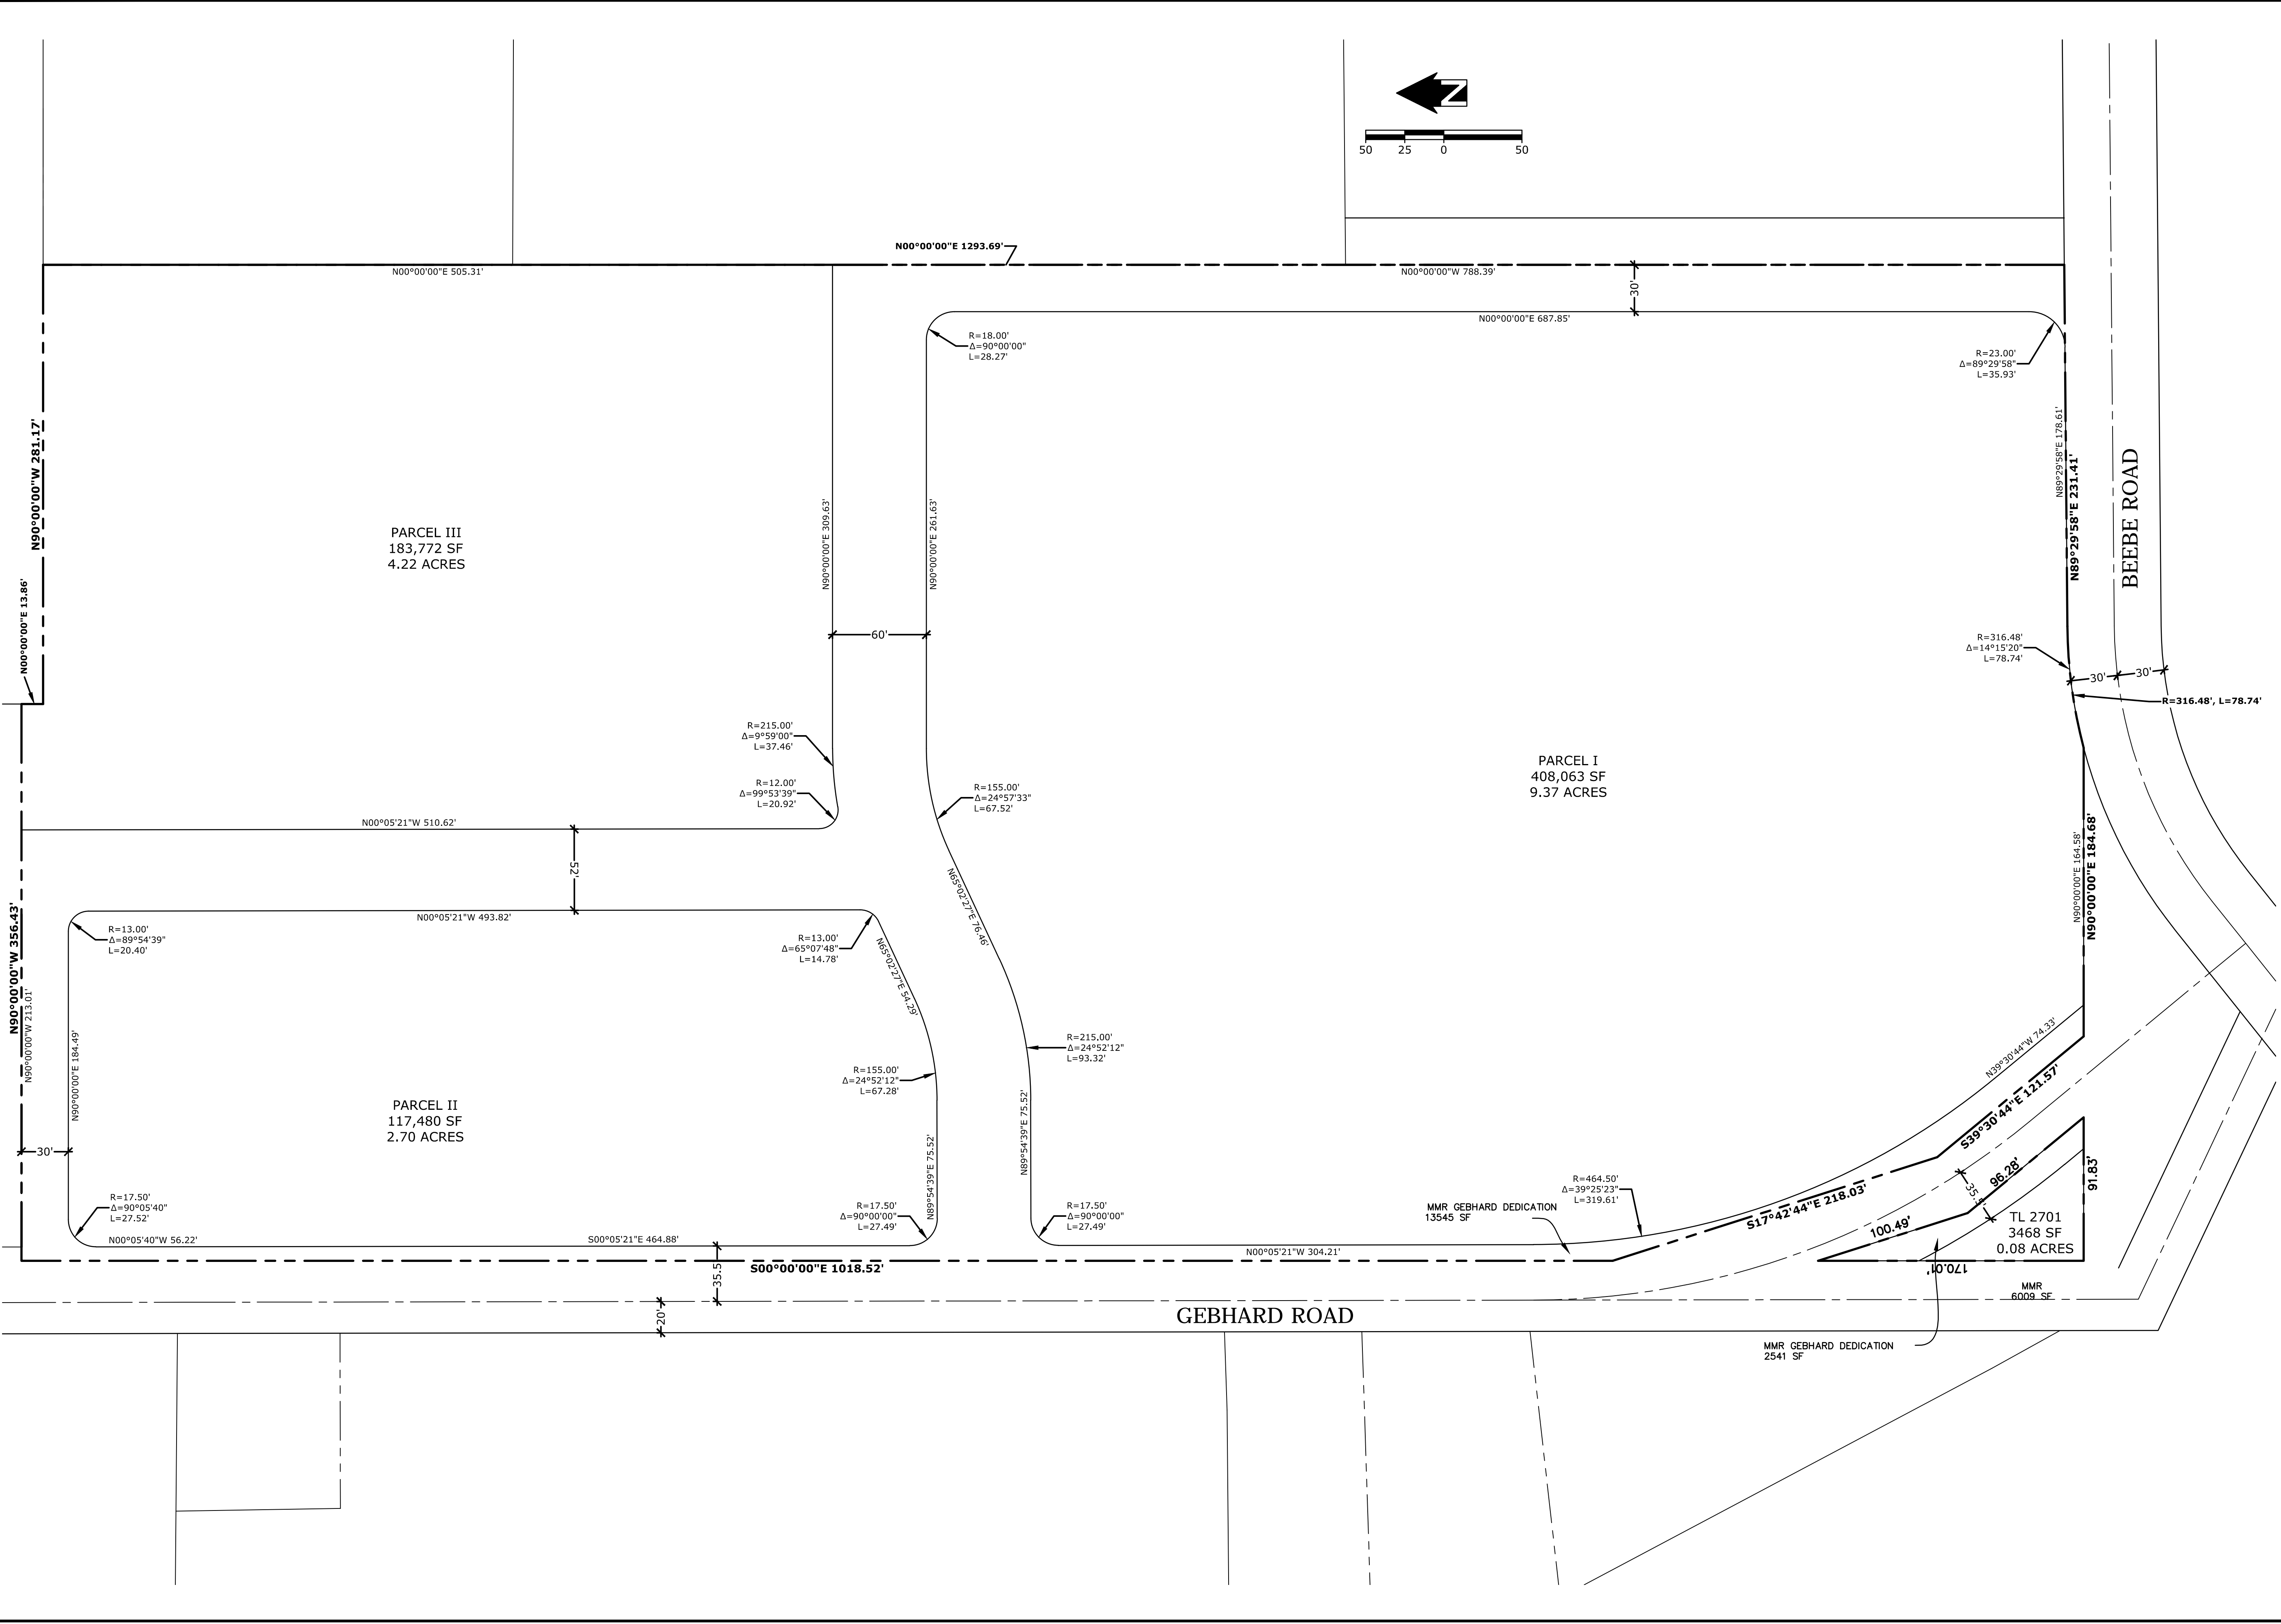 N
50 25 0 50
N00°00'00"E 1293.69'
N00°00'00"E 505.31'
N00°00'00"W 788.39'
30'
N00°00'00"E 687.85'
R=18.00'
Δ=90°00'00"
L=28.27'
R=23.00'
Δ=89°29'58"
L=35.93'
N90°00'00"W 281.17'
N00°00'00"E 13.86'
PARCEL III
183,772 SF
4.22 ACRES
N90°00'00"E 309.63'
N90°00'00"E 261.63'
60'
N89°29'58"E 178.61'
N89°29'58"E 231.41'
BEEBE ROAD
R=316.48'
Δ=14°15'20"
L=78.74'
30'
30'
R=316.48', L=78.74'
R=215.00'
Δ=9°59'00"
L=37.46'
R=12.00'
Δ=99°53'39"
L=20.92'
R=155.00'
Δ=24°57'33"
L=67.52'
PARCEL I
408,063 SF
9.37 ACRES
N00°05'21"W 510.62'
52'
N00°05'21"W 493.82'
N65°02'27"E 76.46'
N90°00'00"E 164.58'
N90°00'00"E 184.68'
N90°00'00"W 356.43'
N90°00'00"W 213.01'
R=13.00'
Δ=89°54'39"
L=20.40'
R=13.00'
Δ=65°07'48"
L=14.78'
N65°02'27"E 54.29'
N90°00'00"E 184.49'
R=215.00'
Δ=24°52'12"
L=93.32'
R=155.00'
Δ=24°52'12"
L=67.28'
PARCEL II
117,480 SF
2.70 ACRES
N89°54'39"E 75.52'
N89°54'39"E 75.52'
N39°30'44"W 74.33'
S39°30'44"E 121.57'
30'
R=17.50'
Δ=90°05'40"
L=27.52'
R=17.50'
Δ=90°00'00"
L=27.49'
R=17.50'
Δ=90°00'00"
L=27.49'
R=464.50'
Δ=39°25'23"
L=319.61'
MMR GEBHARD DEDICATION
13545 SF
S17°42'44"E 218.03'
96.28'
100.49'
91.83'
TL 2701
3468 SF
0.08 ACRES
170.01'
N00°05'40"W 56.22'
S00°05'21"E 464.88'
N00°05'21"W 304.21'
S00°00'00"E 1018.52'
35.5
20'
GEBHARD ROAD
MMR
6009 SF
MMR GEBHARD DEDICATION
2541 SF